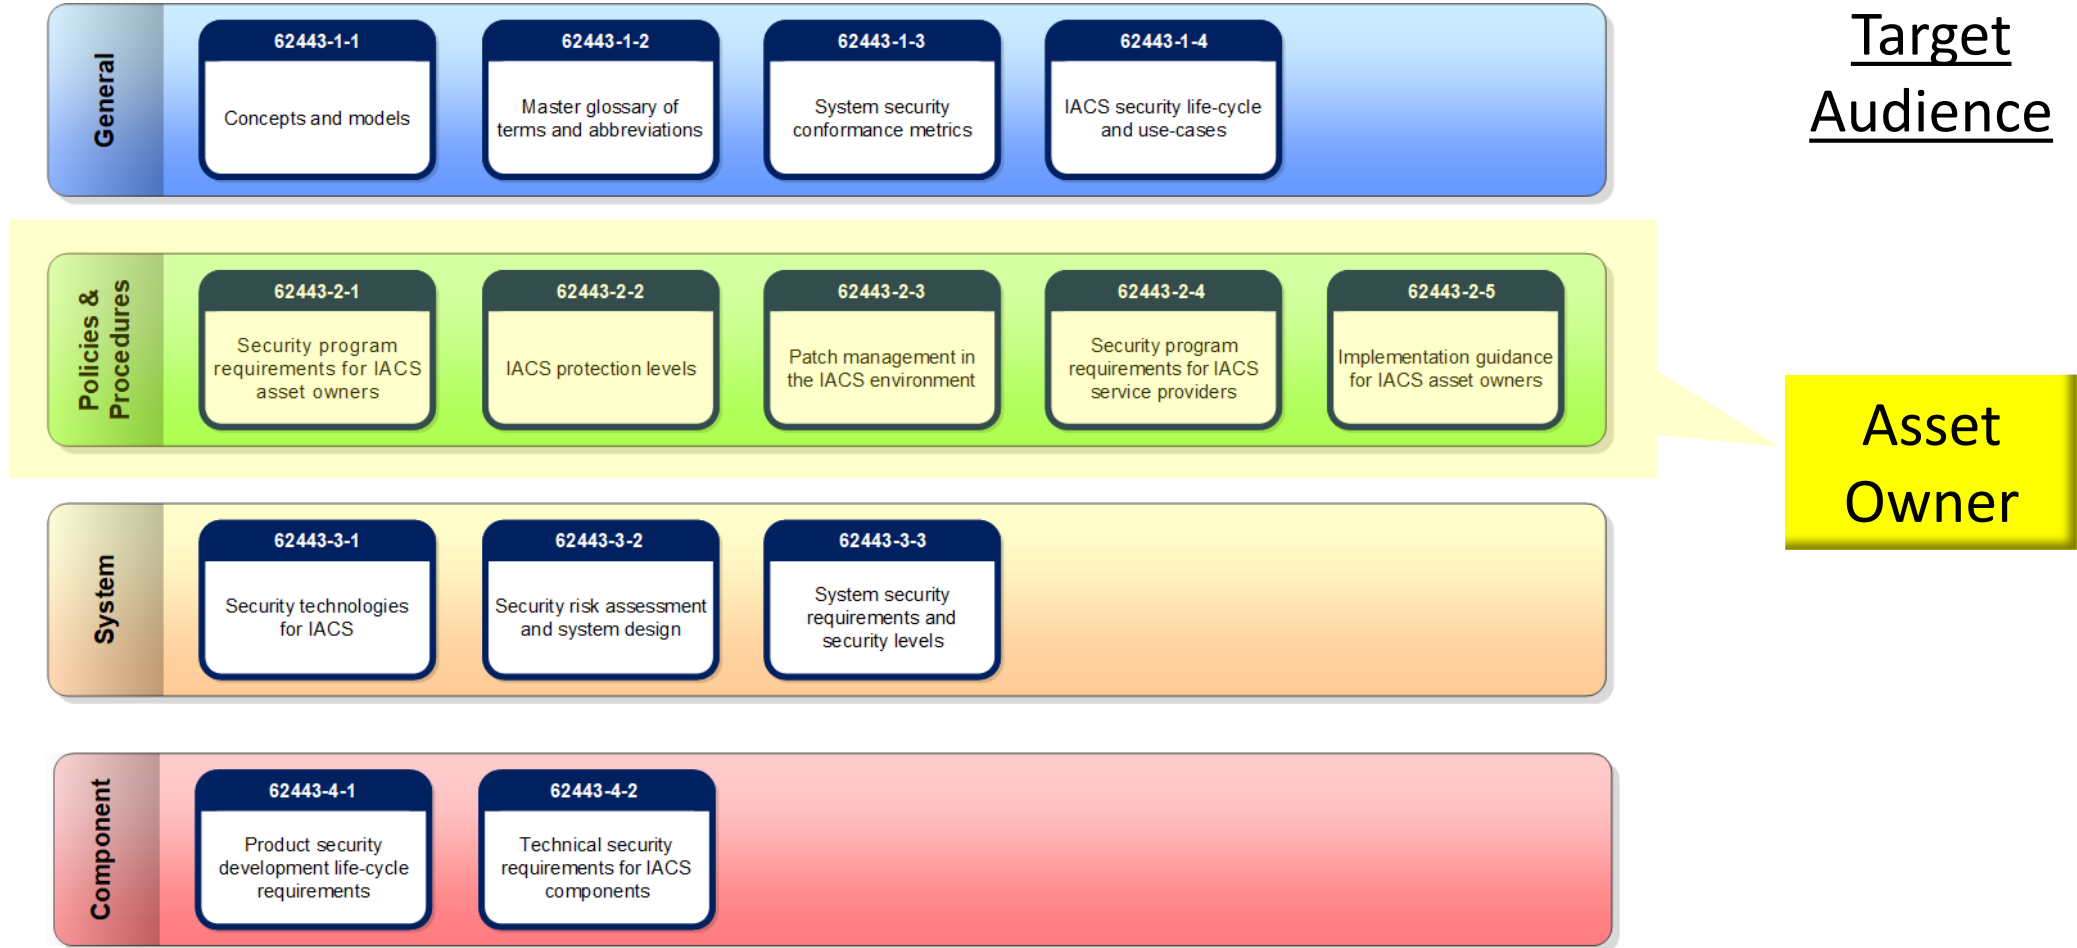 General
62443-1-1
Concepts and models
62443-1-2
Master glossary of
terms and abbreviations
62443-1-3
System security
conformance metrics
62443-1-4
IACS security life-cycle
and use-cases
Target
Audience
Policies &
Procedures
62443-2-1
Security program
requirements for IACS
asset owners
62443-2-2
IACS protection levels
62443-2-3
Patch management in
the IACS environment
62443-2-4
Security program
requirements for IACS
service providers
62443-2-5
Implementation guidance
for IACS asset owners
Asset
Owner
System
62443-3-1
Security technologies
for IACS
62443-3-2
Security risk assessment
and system design
62443-3-3
System security
requirements and
security levels
Component
62443-4-1
Product security
development life-cycle
requirements
62443-4-2
Technical security
requirements for IACS
components